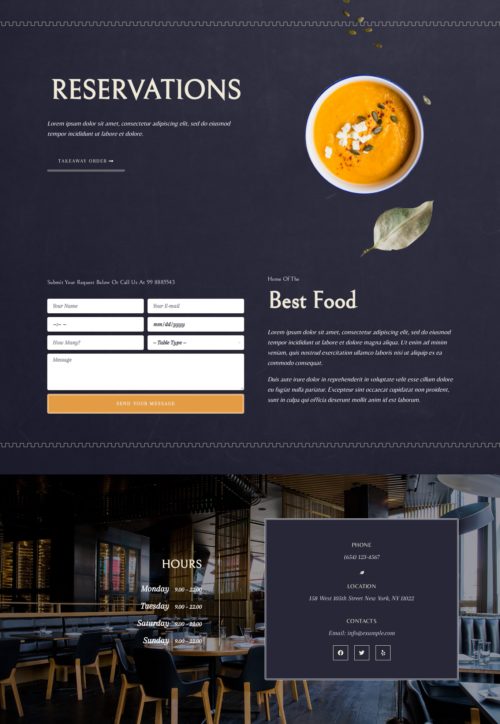 RESERVATIONS
Lorem ipsum dolor sit amet, consectetur adipiscing elit, sed do eiusmod
tempor incididunt ut labore et dolore.
TAKEAWAY ORDER
Submit Your Request Below Or Call Us At 59 8885545
Your Name
Your E-mail
--:-- --
mm/dd/yyyy
How Many?
– Table Type –
Message
SEND YOUR MESSAGE
Home Of The
Best Food
Lorem ipsum dolor sit amet, consectetur adipiscing elit, sed do eiusmod
tempor incididunt ut labore et dolore magna aliqua. Ut enim ad minim
veniam, quis nostrud exercitation ullamco laboris nisi ut aliquip ex ea
commodo consequat.
Duis aute irure dolor in reprehenderit in voluptate velit esse cillum dolore
eu fugiat nulla pariatur. Excepteur sint occaecat cupidatat non proident,
sunt in culpa qui officia deserunt mollit anim id est laborum.
HOURS
Monday 9.00 – 22.00
Tuesday 9.00 – 22.00
Saturday 9.00 – 22.00
Sunday 9.00 – 22.00
PHONE
(654) 123-4567
LOCATION
158 West 105th Street New York, NY 12022
CONTACTS
Email: info@example.com